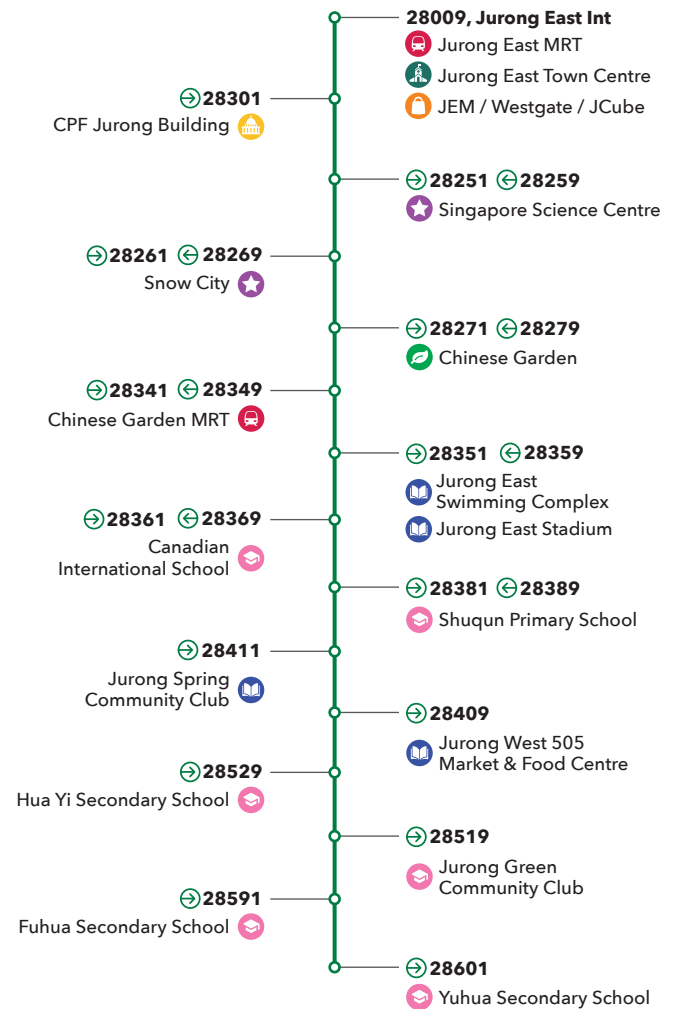 28009, Jurong East Int
Jurong East MRT
Jurong East Town Centre
JEM / Westgate / JCube
28301
CPF Jurong Building
28251 28259
Singapore Science Centre
28261 28269
Snow City
28271 28279
Chinese Garden
28341 28349
Chinese Garden MRT
28351 28359
Jurong East
Swimming Complex
Jurong East Stadium
28361 28369
Canadian
International School
28381 28389
Shuqun Primary School
28411
Jurong Spring
Community Club
28409
Jurong West 505
Market & Food Centre
28529
Hua Yi Secondary School
28519
Jurong Green
Community Club
28591
Fuhua Secondary School
28601
Yuhua Secondary School